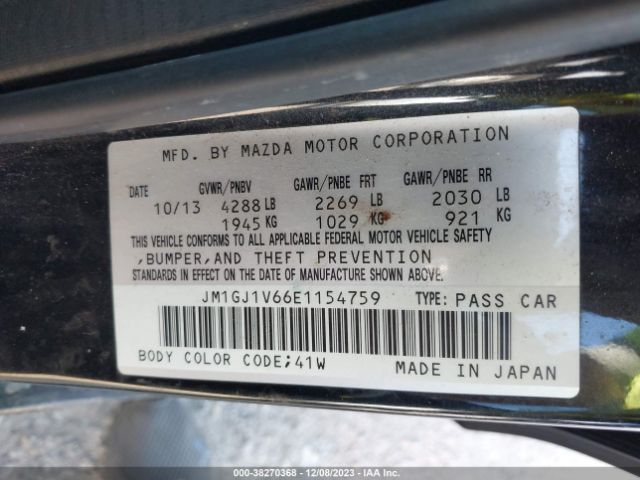 MFD. BY MAZDA MOTOR CORPORATION
DATE GVWR/PNBV GAWR/PNBE FRT GAWR/PNBE RR
10/13 4288 LB 2269 LB 2030 LB
1945 KG 1029 KG 921 KG
THIS VEHICLE CONFORMS TO ALL APPLICABLE FEDERAL MOTOR VEHICLE SAFETY
,BUMPER,AND THEFT PREVENTION
STANDARDS IN EFFECT ON THE DATE OF MANUFACTURE SHOWN ABOVE.
JM1GJ1V66E1154759 TYPE: PASS CAR
BODY COLOR CODE;41W MADE IN JAPAN
000-38270368 - 12/08/2023 - IAA Inc.